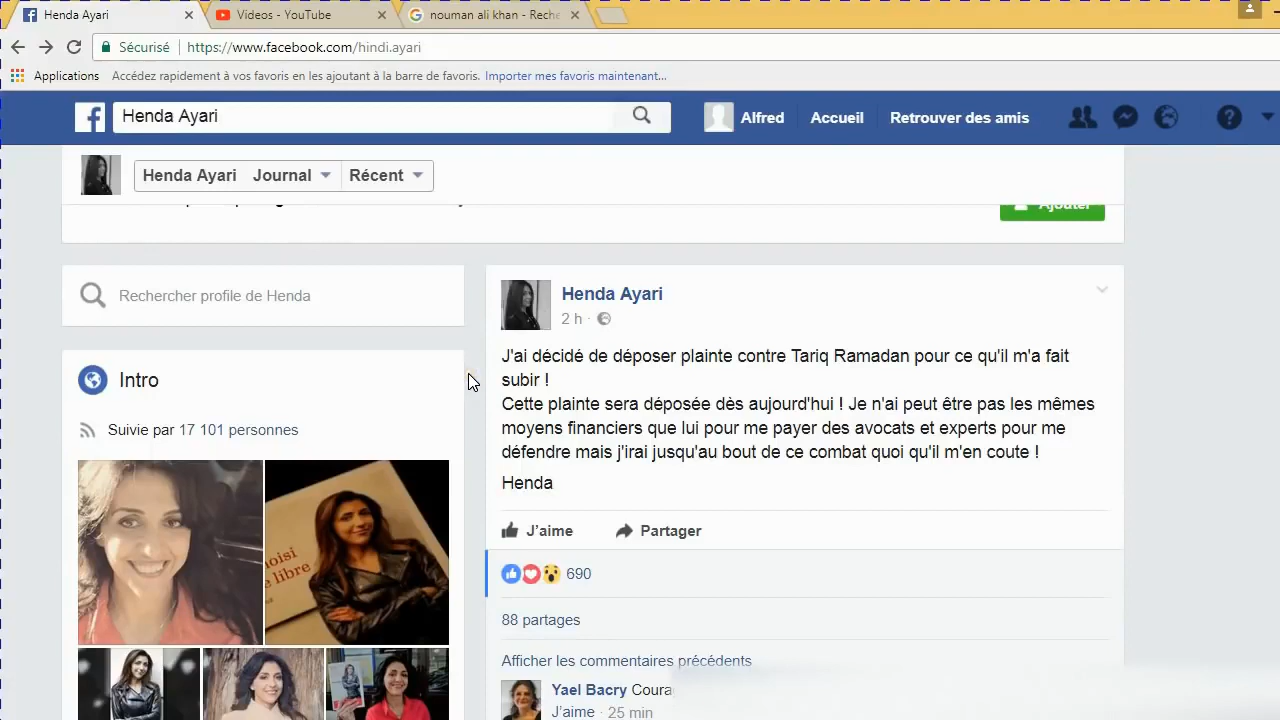 Henda Ayari
Videos - YouTube
nouman ali khan - Reche
Sécurisé
https://www.facebook.com/hindi.ayari
Applications
Accédez rapidement à vos favoris en les ajoutant à la barre de favoris.
Importer mes favoris maintenant...
Henda Ayari
Alfred
Accueil
Retrouver des amis
Henda Ayari
Journal
Récent
Ajouter
Rechercher profile de Henda
Intro
Suivie par 17 101 personnes
oisi
e libre
Henda Ayari
2 h ·
J'ai décidé de déposer plainte contre Tariq Ramadan pour ce qu'il m'a fait
subir !
Cette plainte sera déposée dès aujourd'hui ! Je n'ai peut être pas les mêmes
moyens financiers que lui pour me payer des avocats et experts pour me
défendre mais j'irai jusqu'au bout de ce combat quoi qu'il m'en coute !
Henda
J'aime
Partager
690
88 partages
Afficher les commentaires précédents
Yael Bacry Coura
J'aime · 25 min